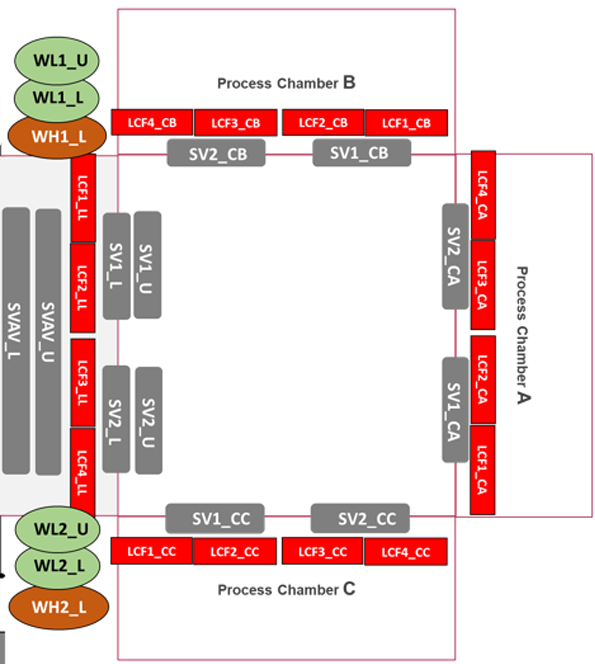 WL1_U
WL1_L
WH1_L
Process Chamber B
LCF4_CB
LCF3_CB
LCF2_CB
LCF1_CB
SV2_CB
SV1_CB
LCF1_LL
LCF2_LL
LCF3_LL
LCF4_LL
SVAV_L
SVAV_U
SV1_L
SV1_U
SV2_L
SV2_U
SV2_CA
SV1_CA
LCF4_CA
LCF3_CA
LCF2_CA
LCF1_CA
Process Chamber A
WL2_U
WL2_L
WH2_L
SV1_CC
SV2_CC
LCF1_CC
LCF2_CC
LCF3_CC
LCF4_CC
Process Chamber C